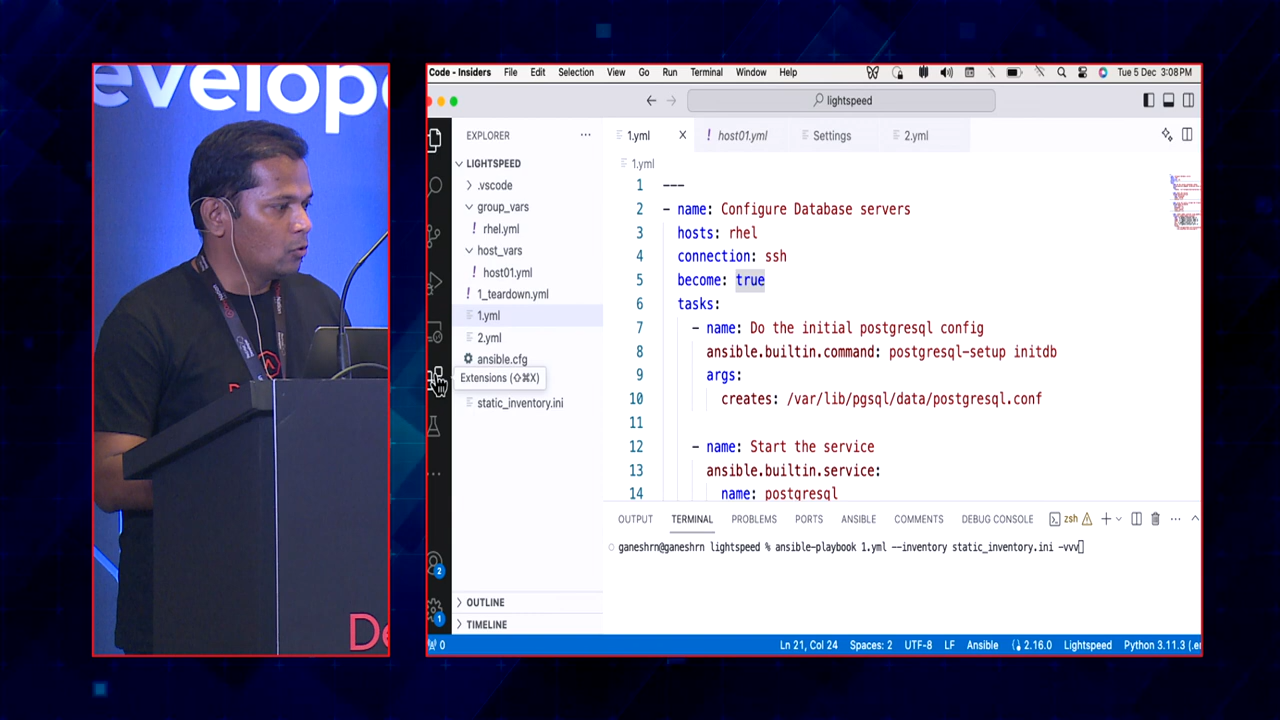 evelop
De
Code - Insiders File Edit Selection View Go Run Terminal Window Help Tue 5 Dec 3:08 PM
lightspeed
EXPLORER
LIGHTSPEED
.vscode
group_vars
rhel.yml
host_vars
host01.yml
1_teardown.yml
1.yml
2.yml
ansible.cfg
Extensions (⇧⌘X)
static_inventory.ini
OUTLINE
TIMELINE
1.yml host01.yml Settings 2.yml
1.yml
1 ---
2 - name: Configure Database servers
3 hosts: rhel
4 connection: ssh
5 become: true
6 tasks:
7 - name: Do the initial postgresql config
8 ansible.builtin.command: postgresql-setup initdb
9 args:
10 creates: /var/lib/pgsql/data/postgresql.conf
11
12 - name: Start the service
13 ansible.builtin.service:
14 name: postgresql
OUTPUT TERMINAL PROBLEMS PORTS ANSIBLE COMMENTS DEBUG CONSOLE zsh
ganeshrn@ganeshrn lightspeed % ansible-playbook 1.yml --inventory static_inventory.ini -vvv
2
1
0 Ln 21, Col 24 Spaces: 2 UTF-8 LF Ansible 2.16.0 Lightspeed Python 3.11.3 (.e